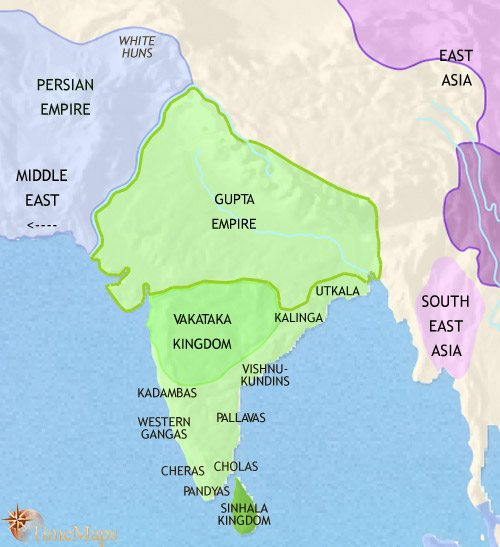 WHITE
HUNS
EAST
ASIA
PERSIAN
EMPIRE
MIDDLE
EAST
<----
GUPTA
EMPIRE
UTKALA
KALINGA
VAKATAKA
KINGDOM
SOUTH
EAST
ASIA
VISHNU-
KUNDINS
KADAMBAS
WESTERN
GANGAS
PALLAVAS
CHERAS
CHOLAS
PANDYAS
SINHALA
KINGDOM
TimeMaps